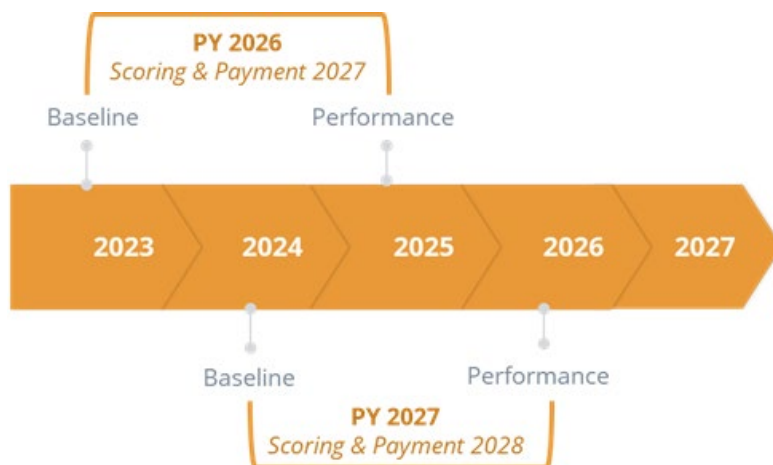 PY 2026
Scoring & Payment 2027
Baseline Performance
2023 2024 2025 2026 2027
Baseline Performance
PY 2027
Scoring & Payment 2028